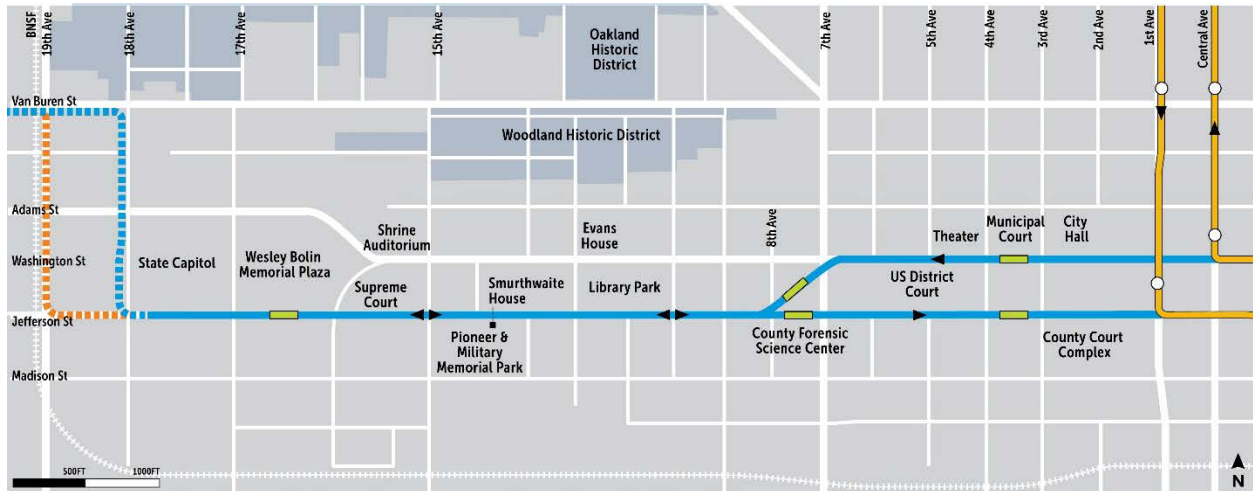 BNSF
19th Ave
18th Ave
17th Ave
15th Ave
7th Ave
5th Ave
4th Ave
3rd Ave
2nd Ave
1st Ave
Central Ave
Oakland
Historic
District
Van Buren St
Woodland Historic District
Adams St
Shrine
Auditorium
Evans
House
8th Ave
Theater
Municipal
Court
City
Hall
Washington St
State Capitol
Wesley Bolin
Memorial Plaza
Supreme
Court
Smurthwaite
House
Library Park
US District
Court
Jefferson St
Pioneer &
Military
Memorial Park
County Forensic
Science Center
County Court
Complex
Madison St
500FT
1000FT
N